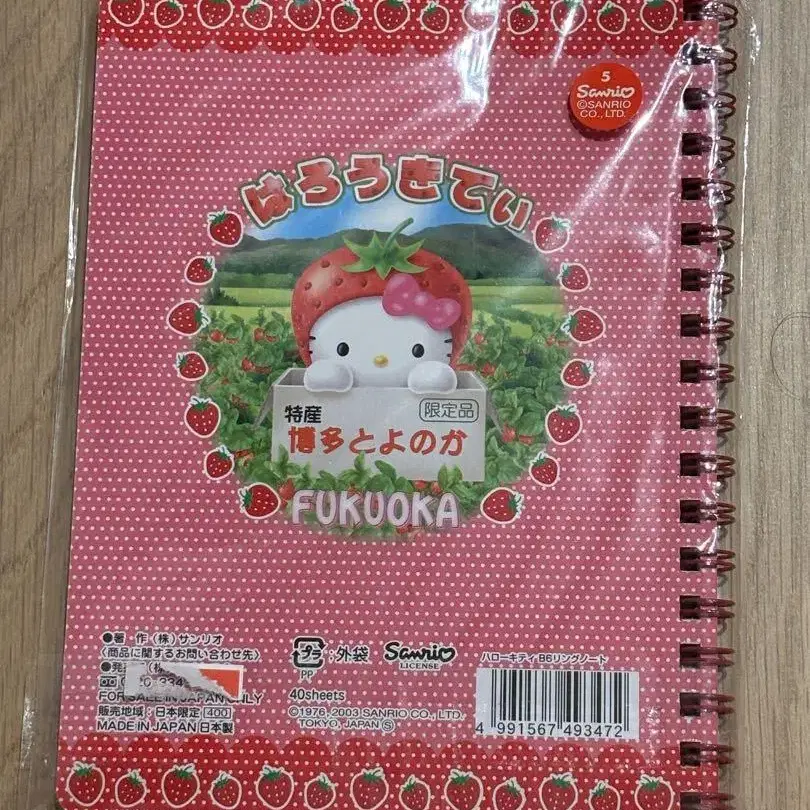 5
Sanrio
©SANRIO
CO., LTD.
はろうきてぃ
特産
限定品
博多とよのか
FUKUOKA
●著 作(株)サンリオ
〈商品に関するお問い合わせ先〉
FOR SALE IN JAPAN ONLY
販売地域:日本限定 400
MADE IN JAPAN 日本製
プラ
PP
:外袋
Sanrio
LICENSE
40sheets
©1976, 2003 SANRIO CO., LTD.
TOKYO, JAPAN Ⓢ
ハローキティ B6リングノート
4 991567 493472